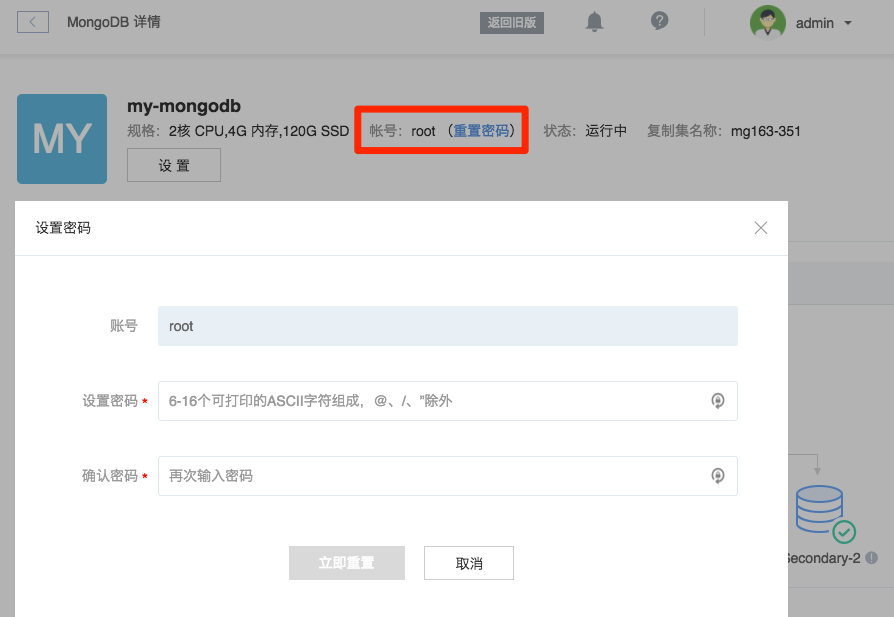 MongoDB 详情
返回旧版
admin
MY
my-mongodb
规格: 2核 CPU,4G 内存,120G SSD 帐号: root （重置密码） 状态: 运行中 复制集名称: mg163-351
设 置
设置密码
账号 root
设置密码 * 6-16个可打印的ASCII字符组成，@、/、”除外
确认密码 * 再次输入密码
立即重置 取消
Secondary-2